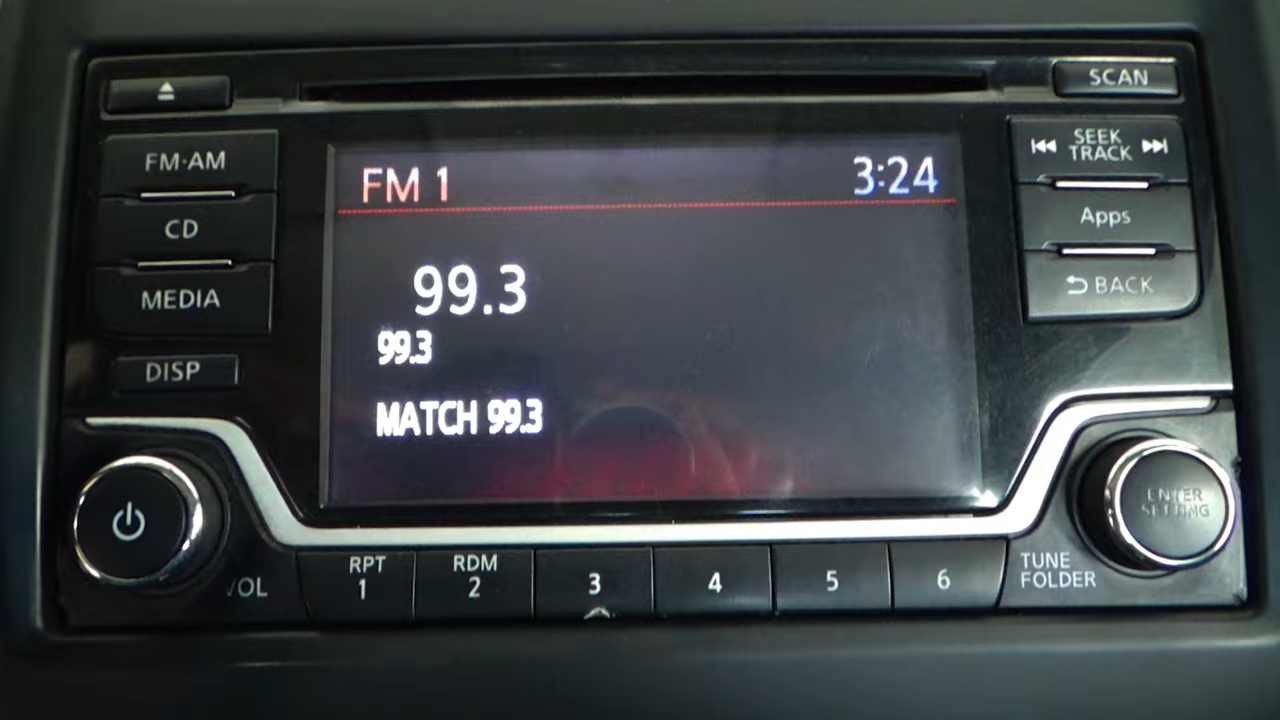 SCAN
FM·AM
SEEK
TRACK
FM 1
3:24
CD
Apps
MEDIA
BACK
99.3
99.3
DISP
MATCH 99.3
ENTER
SETTING
VOL
RPT
1
RDM
2
3
4
5
6
TUNE
FOLDER